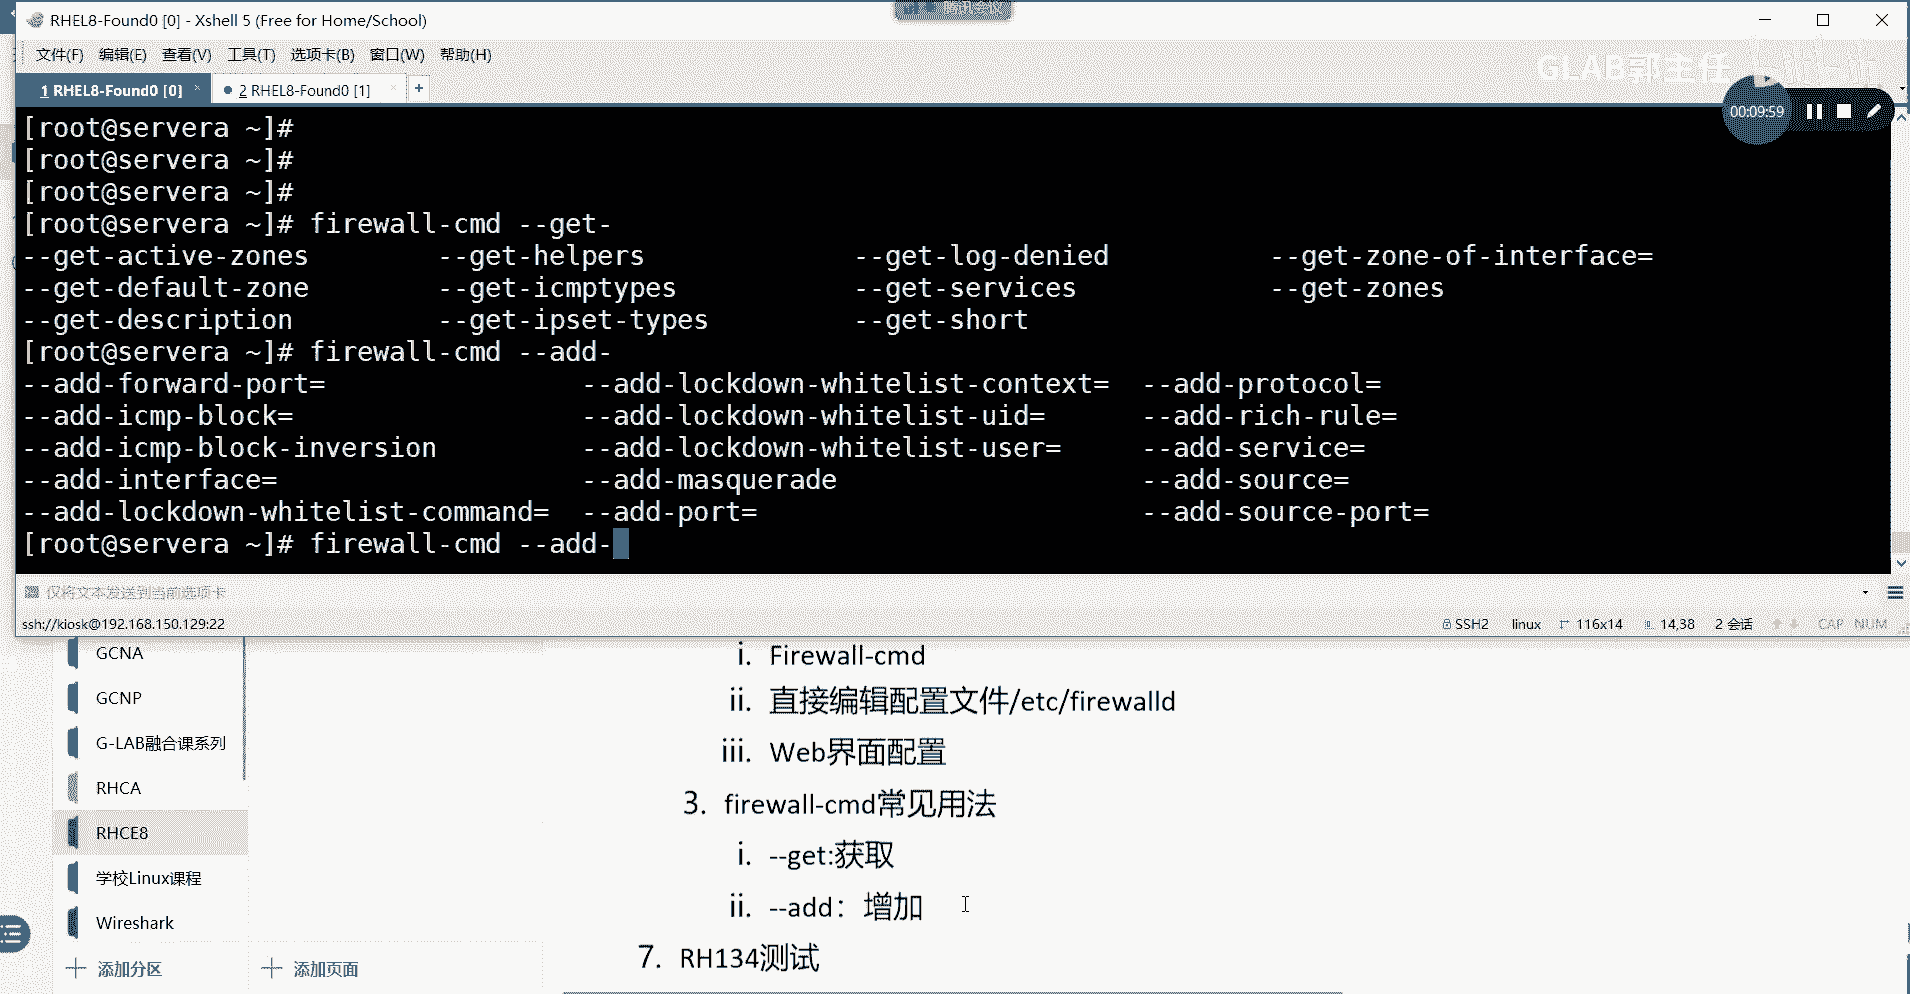 腾讯会议
RHEL8-Found0 [0] - Xshell 5 (Free for Home/School)
文件(F) 编辑(E) 查看(V) 工具(T) 选项卡(B) 窗口(W) 帮助(H)
GLAB郭主任
1 RHEL8-Found0 [0] × 2 RHEL8-Found0 [1] × +
00:09:59
[root@servera ~]#
[root@servera ~]#
[root@servera ~]#
[root@servera ~]# firewall-cmd --get-
--get-active-zones --get-helpers --get-log-denied --get-zone-of-interface=
--get-default-zone --get-icmptypes --get-services --get-zones
--get-description --get-ipset-types --get-short
[root@servera ~]# firewall-cmd --add-
--add-forward-port= --add-lockdown-whitelist-context= --add-protocol=
--add-icmp-block= --add-lockdown-whitelist-uid= --add-rich-rule=
--add-icmp-block-inversion --add-lockdown-whitelist-user= --add-service=
--add-interface= --add-masquerade --add-source=
--add-lockdown-whitelist-command= --add-port= --add-source-port=
[root@servera ~]# firewall-cmd --add-
仅将文本发送到当前选项卡
ssh://kiosk@192.168.150.129:22 SSH2 linux 116x14 14,38 2 会话 CAP NUM
GCNA
GCNP
G-LAB融合课系列
RHCA
RHCE8
学校Linux课程
Wireshark
添加分区 添加页面
i. Firewall-cmd
ii. 直接编辑配置文件/etc/firewalld
iii. Web界面配置
3. firewall-cmd常见用法
i. --get:获取
ii. --add：增加
7. RH134测试